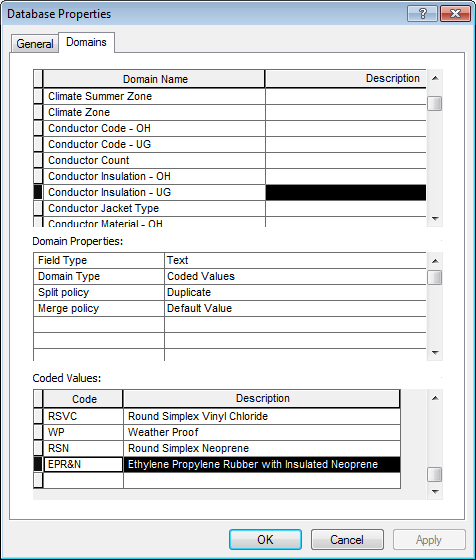 Database Properties
General Domains
Domain Name Description
Climate Summer Zone
Climate Zone
Conductor Code - OH
Conductor Code - UG
Conductor Count
Conductor Insulation - OH
Conductor Insulation - UG
Conductor Jacket Type
Conductor Material - OH
Domain Properties:
Field Type Text
Domain Type Coded Values
Split policy Duplicate
Merge policy Default Value
Coded Values:
Code Description
RSVC Round Simplex Vinyl Chloride
WP Weather Proof
RSN Round Simplex Neoprene
EPR&N Ethylene Propylene Rubber with Insulated Neoprene
OK Cancel Apply